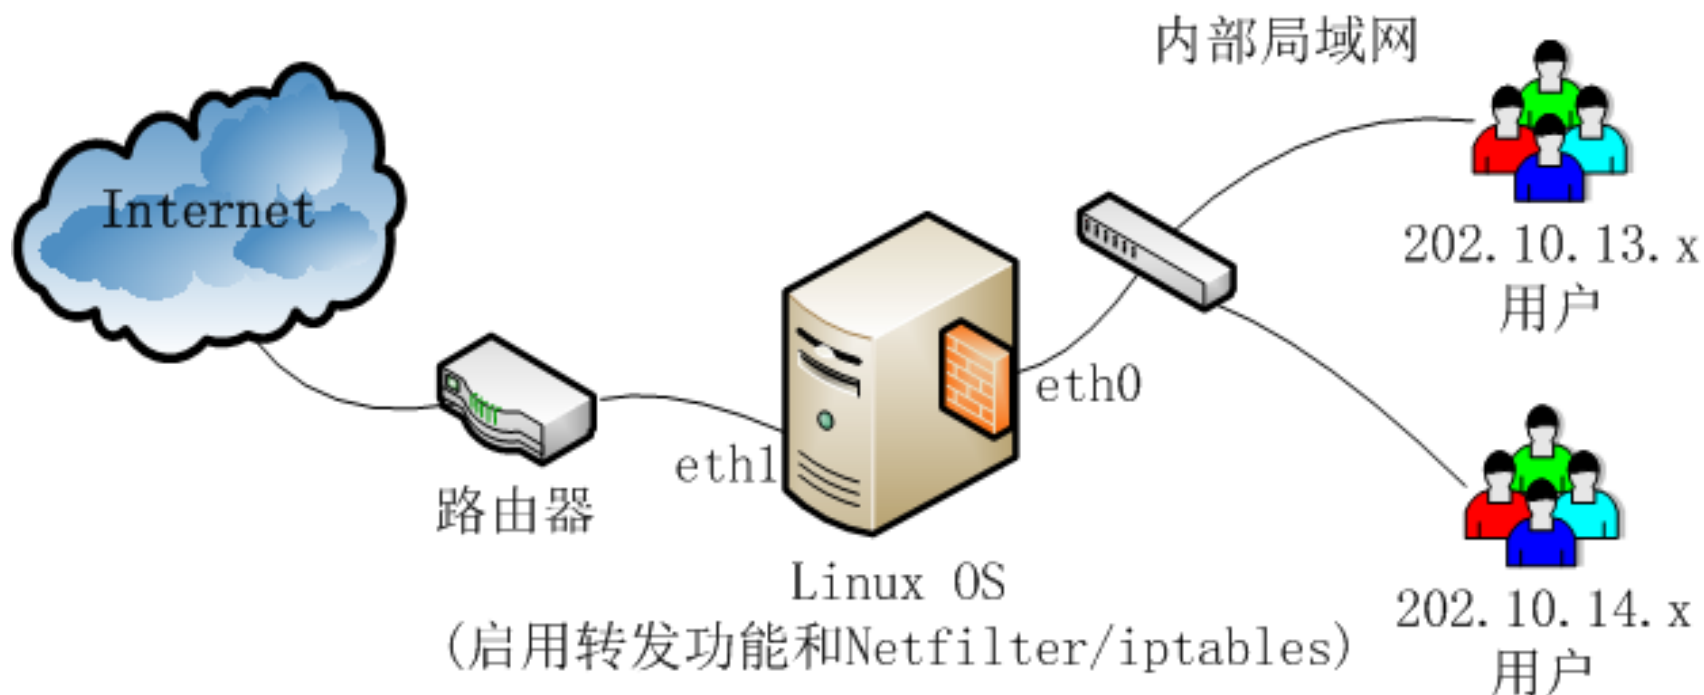 内部局域网
Internet
202.10.13.x
用户
eth0
eth1
路由器
Linux OS
(启用转发功能和Netfilter/iptables)
202.10.14.x
用户